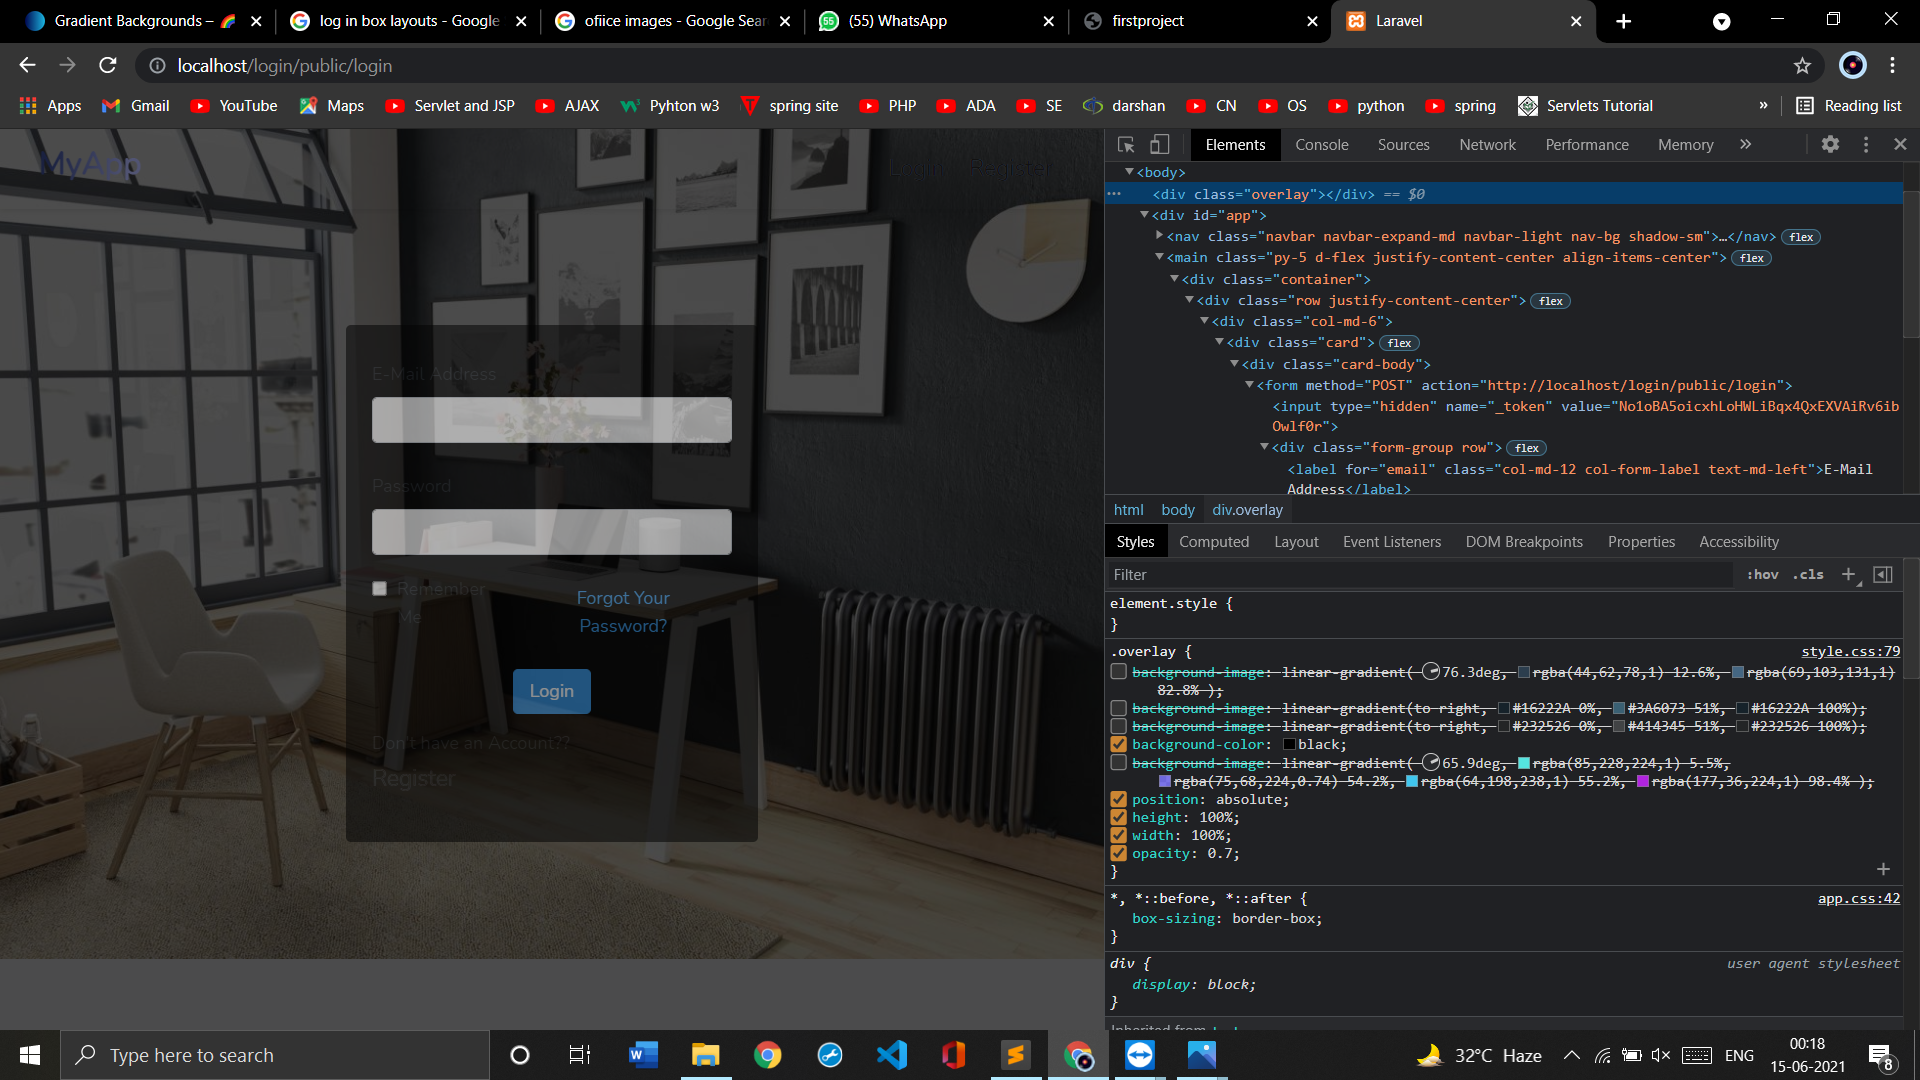 Gradient Backgrounds –
log in box layouts - Google
ofiice images - Google Sear
(55) WhatsApp
firstproject
Laravel
localhost/login/public/login
Apps
Gmail
YouTube
Maps
Servlet and JSP
AJAX
Pyhton w3
spring site
PHP
ADA
SE
darshan
CN
OS
python
spring
Servlets Tutorial
»
Reading list
MyApp
Login
Register
E-Mail Address
Password
Remember
Me
Forgot Your
Password?
Login
Don't have an Account??
Register
Elements
Console
Sources
Network
Performance
Memory
»
<body>
<div class="overlay"></div> == $0
<div id="app">
<nav class="navbar navbar-expand-md navbar-light nav-bg shadow-sm">…</nav> flex
<main class="py-5 d-flex justify-content-center align-items-center"> flex
<div class="container">
<div class="row justify-content-center"> flex
<div class="col-md-6">
<div class="card"> flex
<div class="card-body">
<form method="POST" action="http://localhost/login/public/login">
<input type="hidden" name="_token" value="No1oBA5oicxhLoHWLiBqx4QxEXVAiRv6ib
Owlf0r">
<div class="form-group row"> flex
<label for="email" class="col-md-12 col-form-label text-md-left">E-Mail
Address</label>
html
body
div.overlay
Styles
Computed
Layout
Event Listeners
DOM Breakpoints
Properties
Accessibility
Filter
:hov
.cls
+
element.style {
}
.overlay {
style.css:79
background-image: linear-gradient( 76.3deg, rgba(44,62,78,1) 12.6%, rgba(69,103,131,1)
82.8% );
background-image: linear-gradient(to right, #16222A 0%, #3A6073 51%, #16222A 100%);
background-image: linear-gradient(to right, #232526 0%, #414345 51%, #232526 100%);
background-color: black;
background-image: linear-gradient( 65.9deg, rgba(85,228,224,1) 5.5%,
rgba(75,68,224,0.74) 54.2%, rgba(64,198,238,1) 55.2%, rgba(177,36,224,1) 98.4% );
position: absolute;
height: 100%;
width: 100%;
opacity: 0.7;
}
*, *::before, *::after {
app.css:42
box-sizing: border-box;
}
div {
user agent stylesheet
display: block;
}
Inherited from
Type here to search
32°C Haze
ENG
00:18
15-06-2021
8